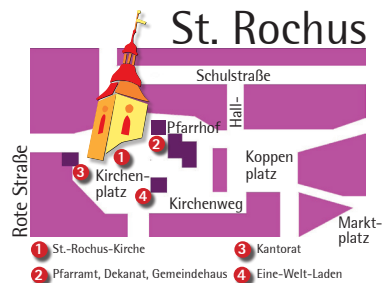 St. Rochus
Schulstraße
Hall-
Pfarrhof
2
1
3
Kirchen-
platz
4
Kirchenweg
Koppen
platz
Rote Straße
Markt-
platz
1 St.-Rochus-Kirche
3 Kantorat
2 Pfarramt, Dekanat, Gemeindehaus
4 Eine-Welt-Laden